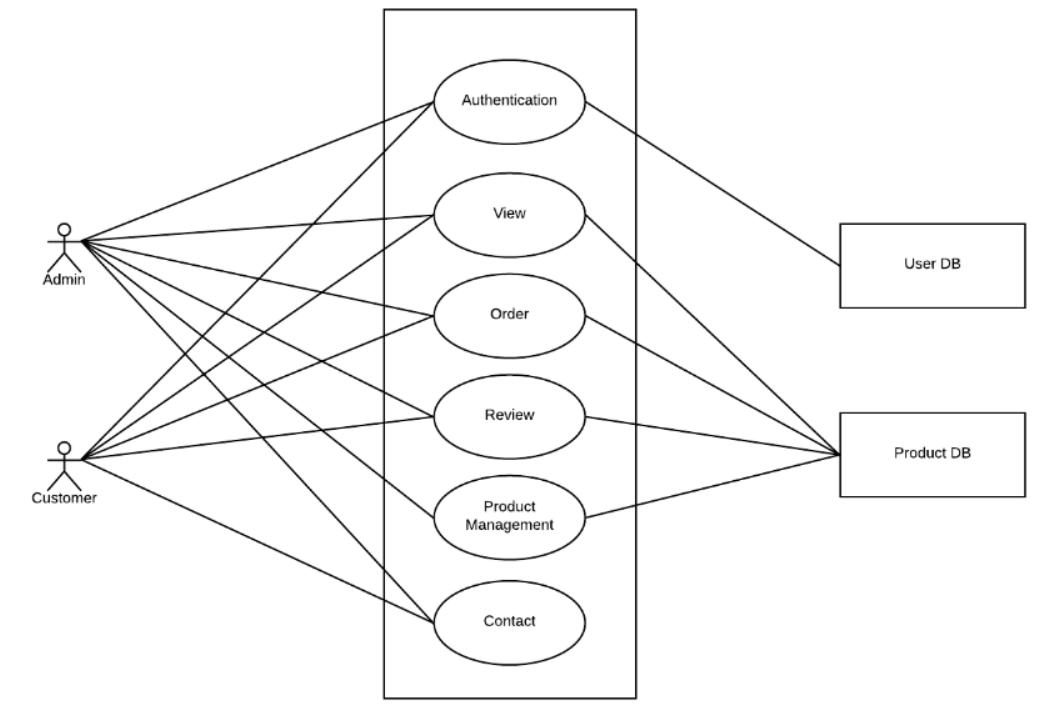 Authentication
View
Admin
User DB
Order
Review
Product DB
Customer
Product
Management
Contact